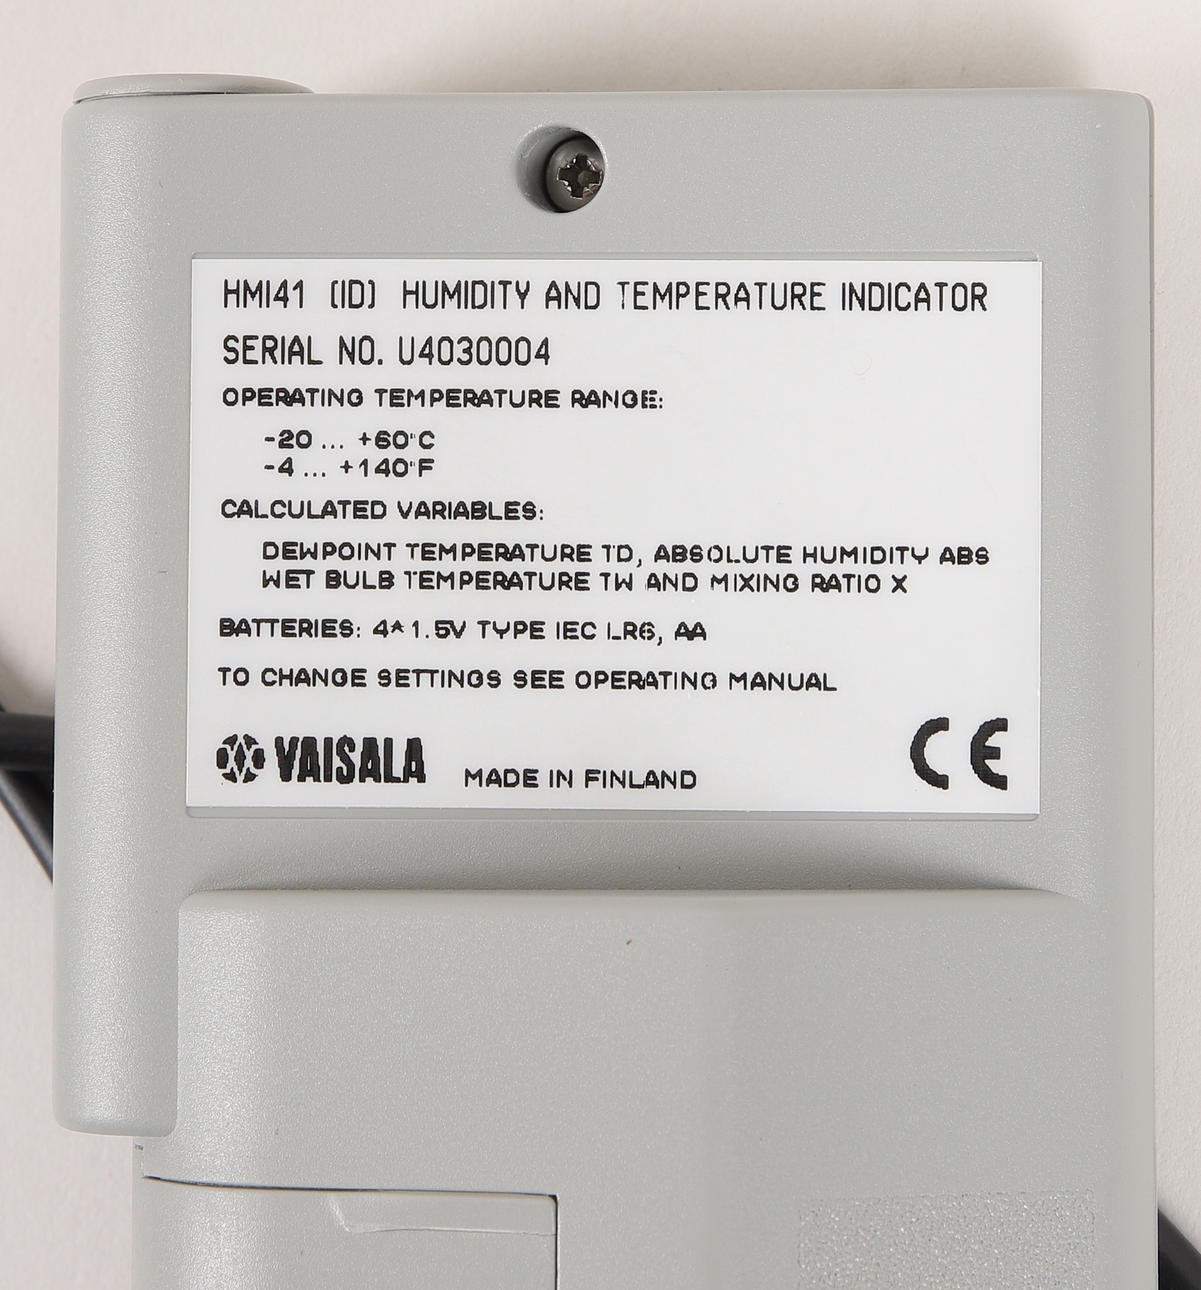 HMI41 (ID) HUMIDITY AND TEMPERATURE INDICATOR
SERIAL NO. U4030004
OPERATING TEMPERATURE RANGE:
-20 ... +60°C
-4 ... +140°F
CALCULATED VARIABLES:
DEWPOINT TEMPERATURE TD, ABSOLUTE HUMIDITY ABS
WET BULB TEMPERATURE TW AND MIXING RATIO X
BATTERIES: 4*1.5V TYPE IEC LR6, AA
TO CHANGE SETTINGS SEE OPERATING MANUAL
VAISALA MADE IN FINLAND CE